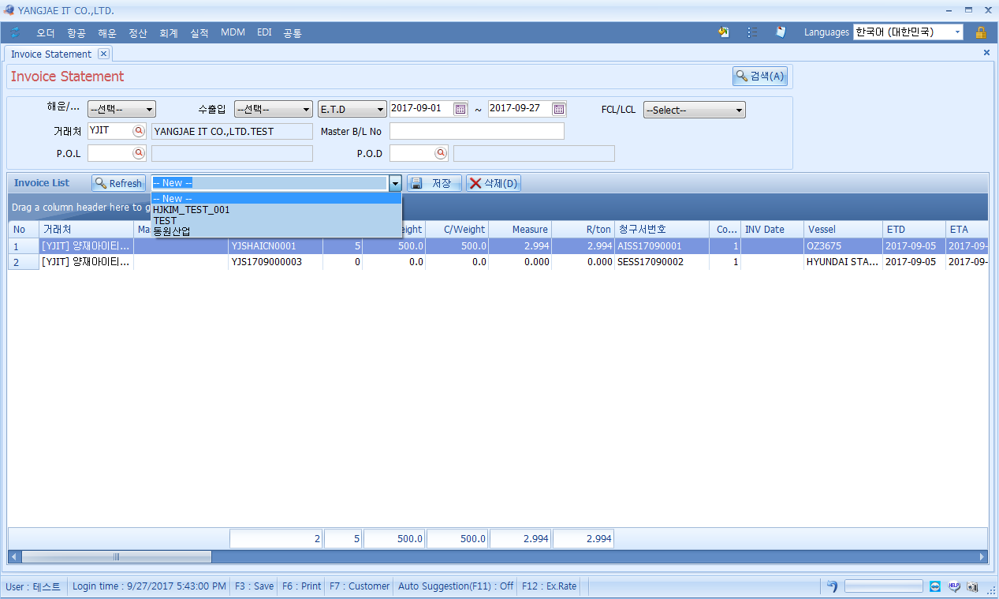 YANGJAE IT CO.,LTD.
오더 항공 해운 정산 회계 실적 MDM EDI 공통 Languages 한국어 (대한민국)
Invoice Statement
Invoice Statement 검색(A)
해운/... --선택-- 수출입 --선택-- E.T.D 2017-09-01 ~ 2017-09-27 FCL/LCL --Select--
거래처 YJIT YANGJAE IT CO.,LTD.TEST Master B/L No
P.O.L P.O.D
Invoice List Refresh -- New -- 저장 삭제(D)
-- New --
Drag a column header here to g
HJKIM_TEST_001
TEST
동원산업
No 거래처 Ma eight C/Weight Measure R/ton 청구서번호 Co... INV Date Vessel ETD ETA
1 [YJIT] 양재아이티... YJSHAICN0001 5 500.0 500.0 2.994 2.994 AISS17090001 1 OZ3675 2017-09-05 2017-09-
2 [YJIT] 양재아이티... YJS1709000003 0 0.0 0.0 0.000 0.000 SESS17090002 1 HYUNDAI STA... 2017-09-05 2017-09-
2 5 500.0 500.0 2.994 2.994
User : 테스트 Login time : 9/27/2017 5:43:00 PM F3 : Save F6 : Print F7 : Customer Auto Suggestion(F11) : Off F12 : Ex.Rate HELP